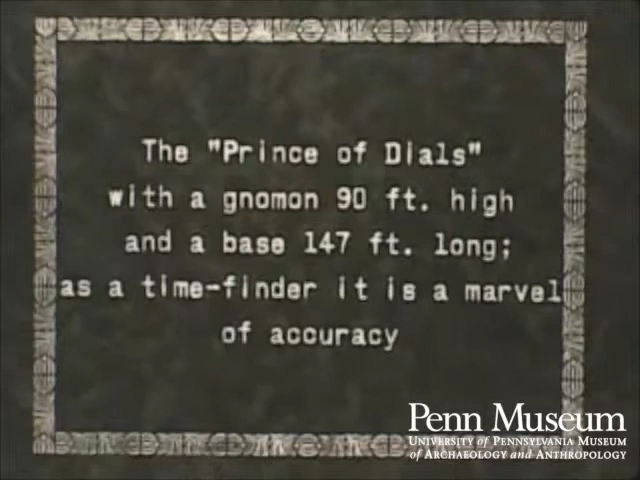 The "Prince of Dials"
with a gnomon 90 ft. high
and a base 147 ft. long;
as a time-finder it is a marvel
of accuracy
Penn Museum
University of Pennsylvania Museum
of Archaeology and Anthropology